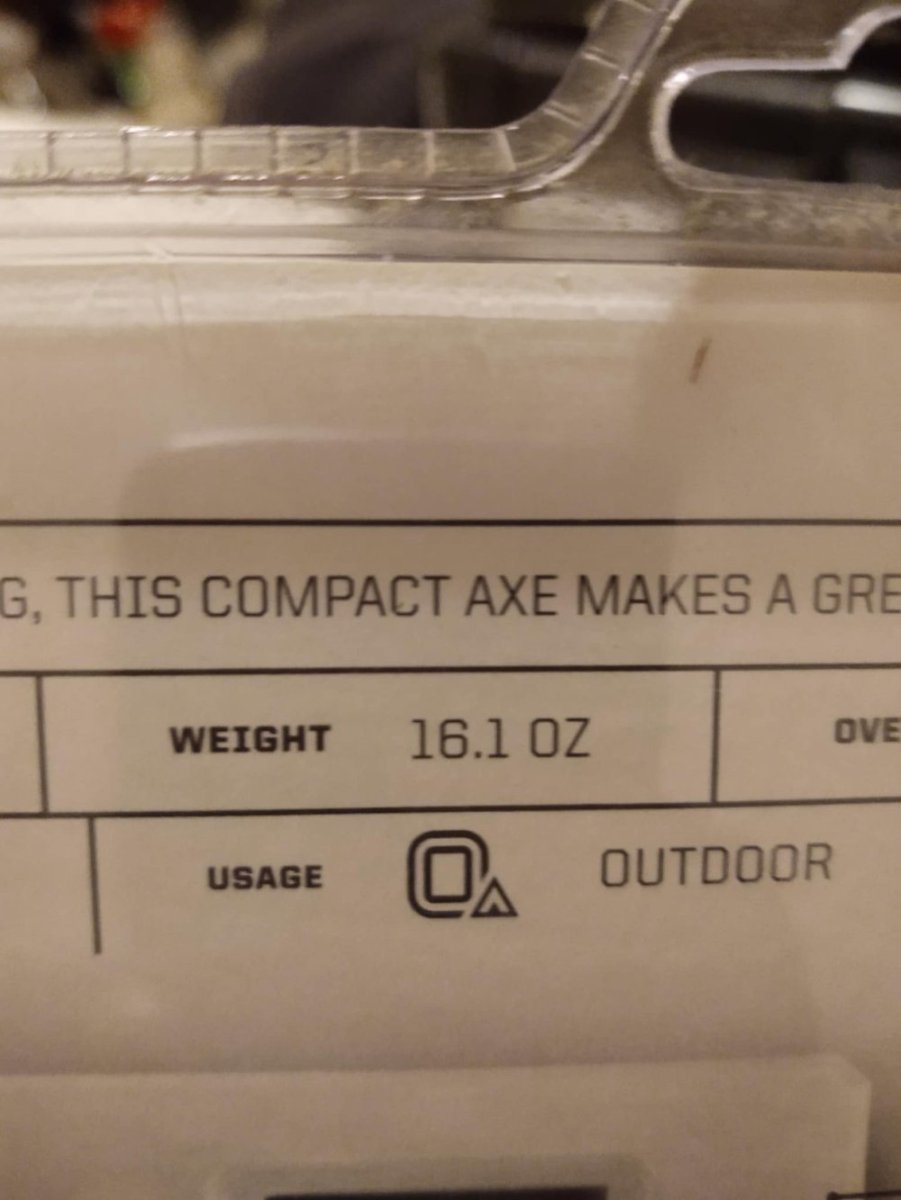 G, THIS COMPACT AXE MAKES A GRE
WEIGHT 16.1 OZ OVE
USAGE OUTDOOR